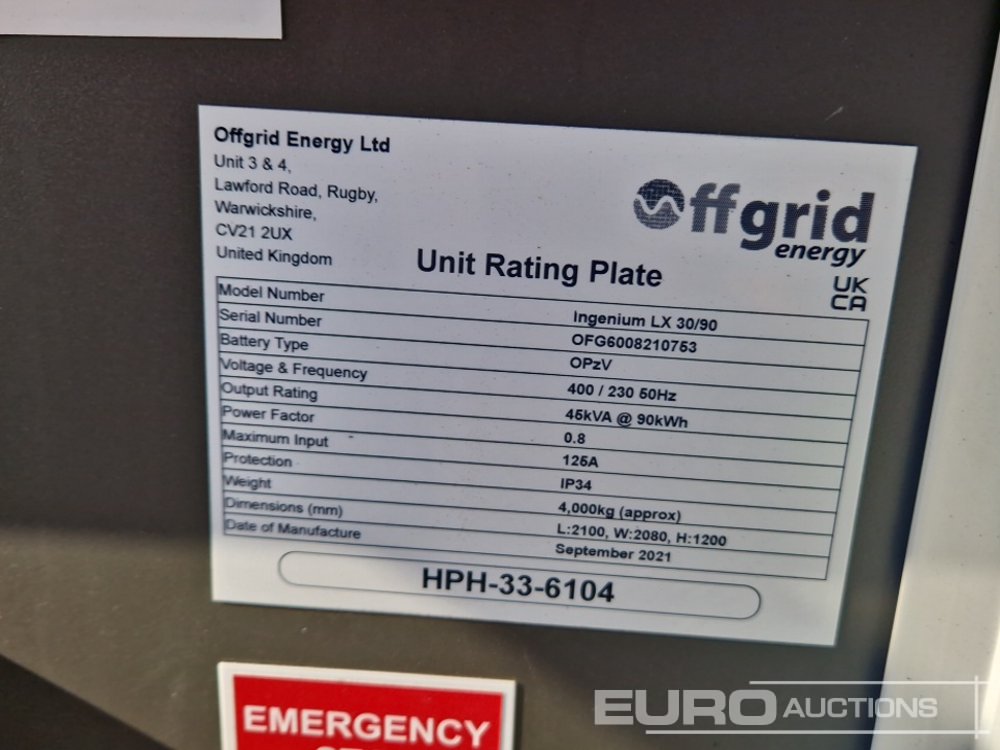 Offgrid Energy Ltd
Unit 3 & 4,
Lawford Road, Rugby,
Warwickshire,
CV21 2UX
United Kingdom
Offgrid
energy
UK
CA
Unit Rating Plate
Model Number Ingenium LX 30/90
Serial Number OFG6008210753
Battery Type OPzV
Voltage & Frequency 400 / 230 50Hz
Output Rating 45kVA @ 90kWh
Power Factor 0.8
Maximum Input 125A
Protection IP34
Weight 4,000kg (approx)
Dimensions (mm) L:2100, W:2080, H:1200
Date of Manufacture September 2021
HPH-33-6104
EMERGENCY
EURO AUCTIONS